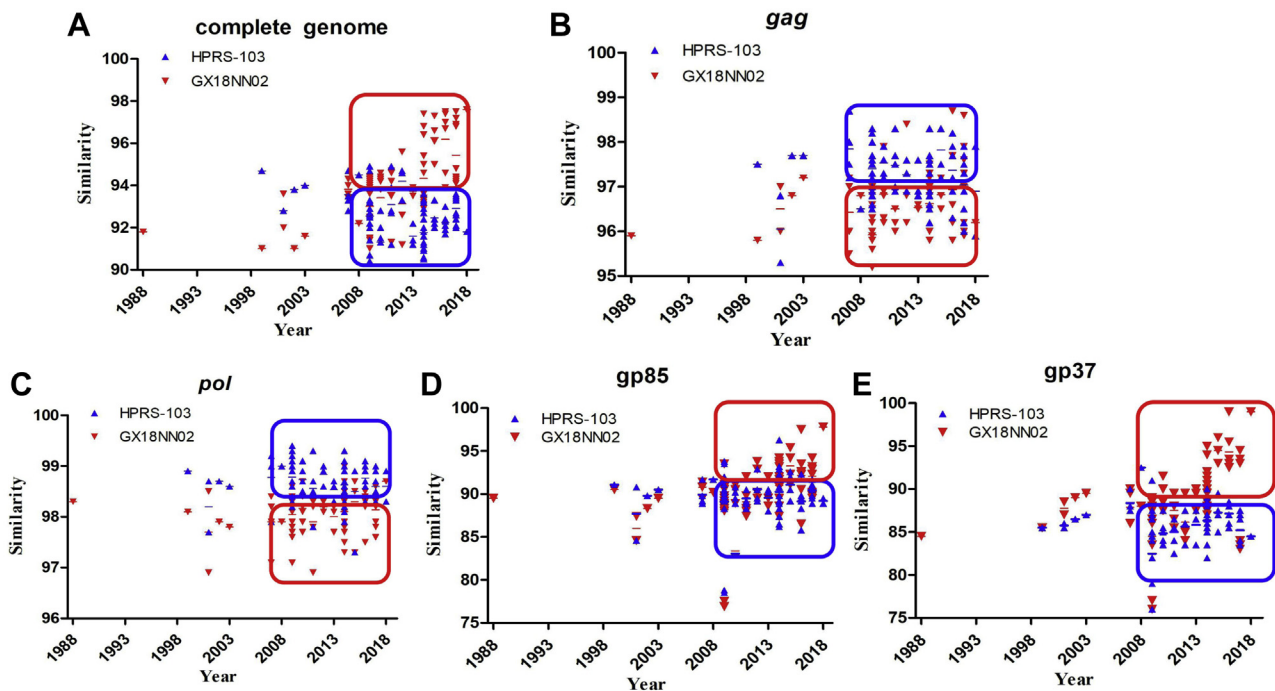 A
complete genome
HPRS-103
GX18NN02
Similarity
100
98
96
94
92
90
1988
1993
1998
2003
2008
2013
2018
Year
B
gag
HPRS-103
GX18NN02
Similarity
100
99
98
97
96
95
1988
1993
1998
2003
2008
2013
2018
Year
C
pol
HPRS-103
GX18NN02
Similarity
100
99
98
97
96
1988
1993
1998
2003
2008
2013
2018
Year
D
gp85
HPRS-103
GX18NN02
Similarity
100
95
90
85
80
75
1988
1993
1998
2003
2008
2013
2018
Year
E
gp37
HPRS-103
GX18NN02
Similarity
100
95
90
85
80
75
1988
1993
1998
2003
2008
2013
2018
Year